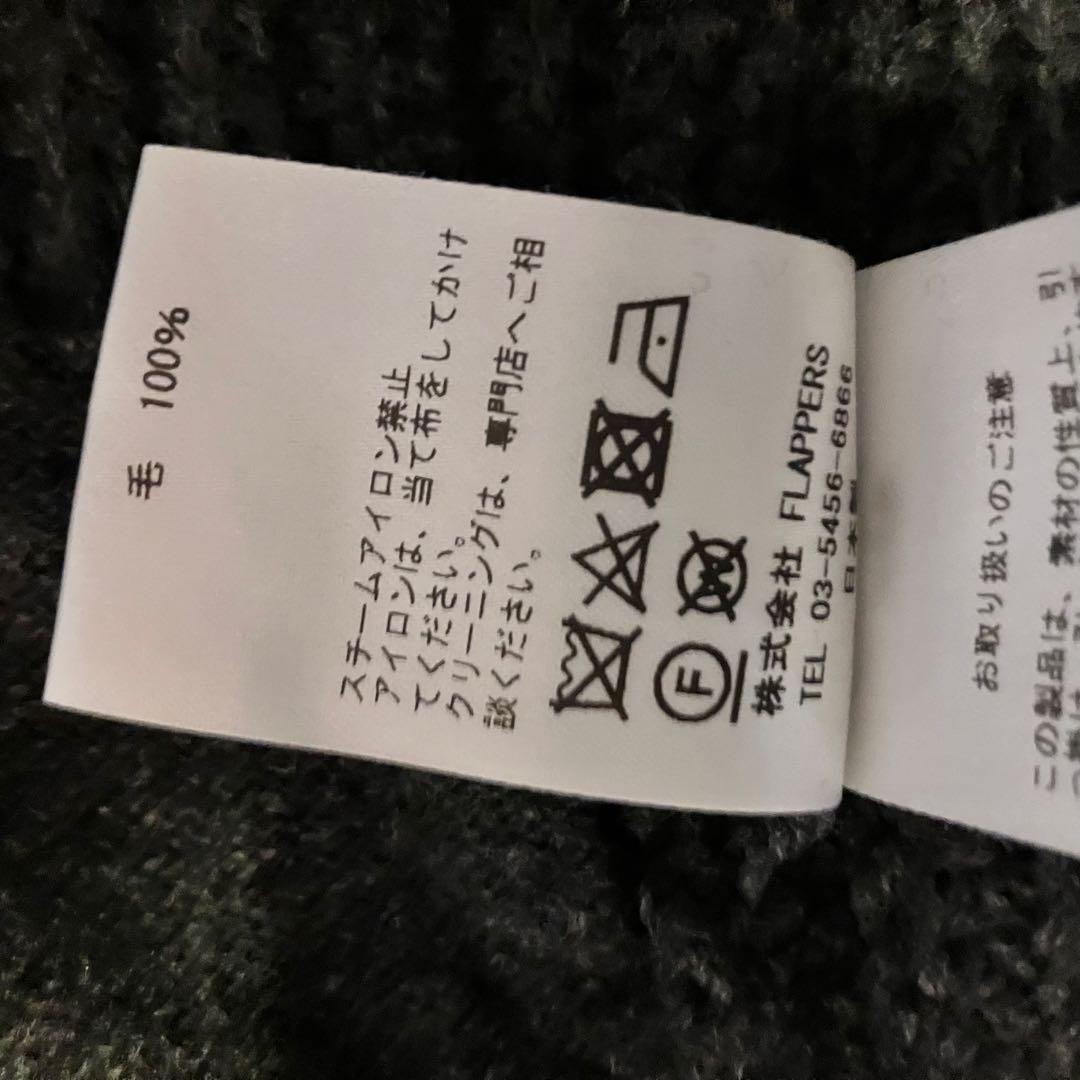 毛 100%
スチームアイロン禁止
アイロンは、当て布をしてかけ
てください。
クリーニングは、専門店へご相
談ください。
F
W
株式会社 FLAPPERS
TEL 03-5456-6866
日本製
お取り扱いのご注意
この製品は、素材の性質上、引